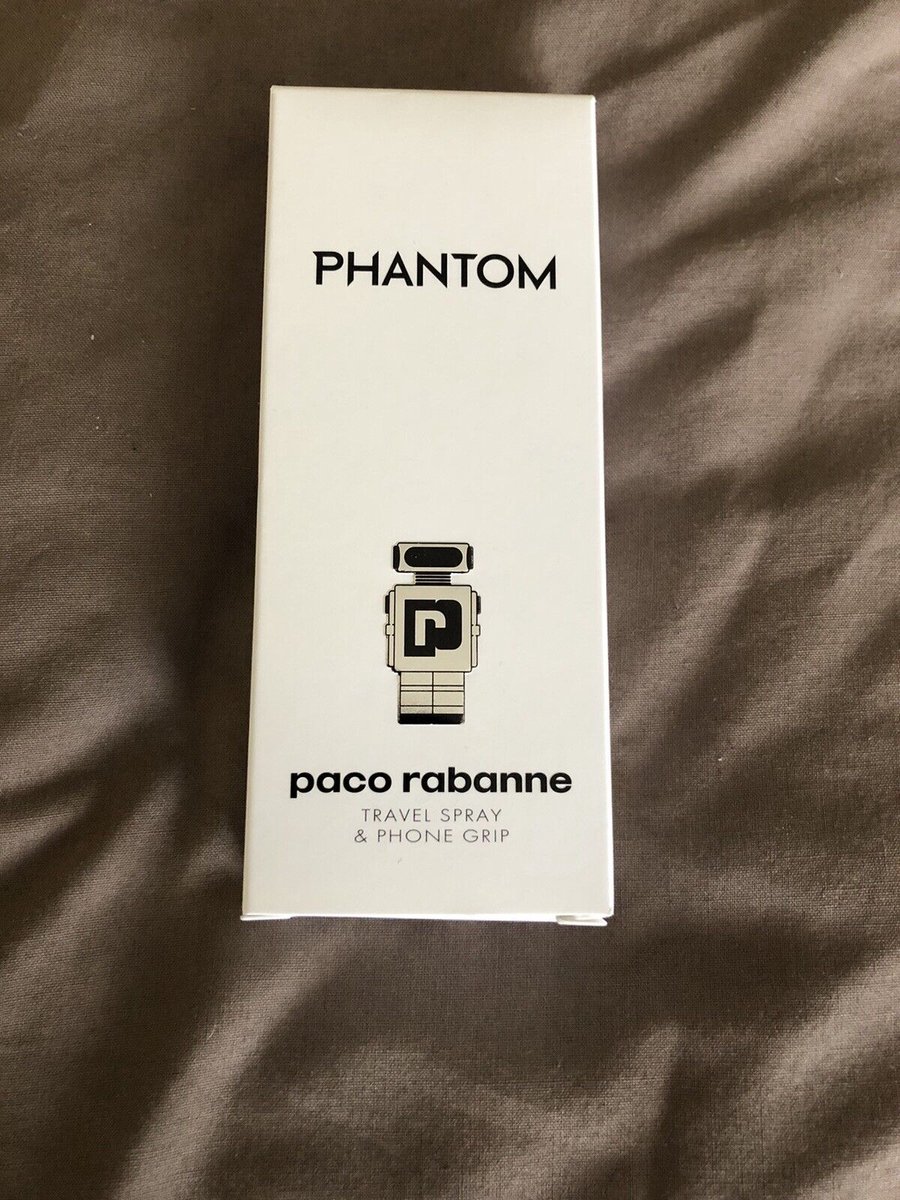 PHANTOM
P
paco rabanne
TRAVEL SPRAY
& PHONE GRIP